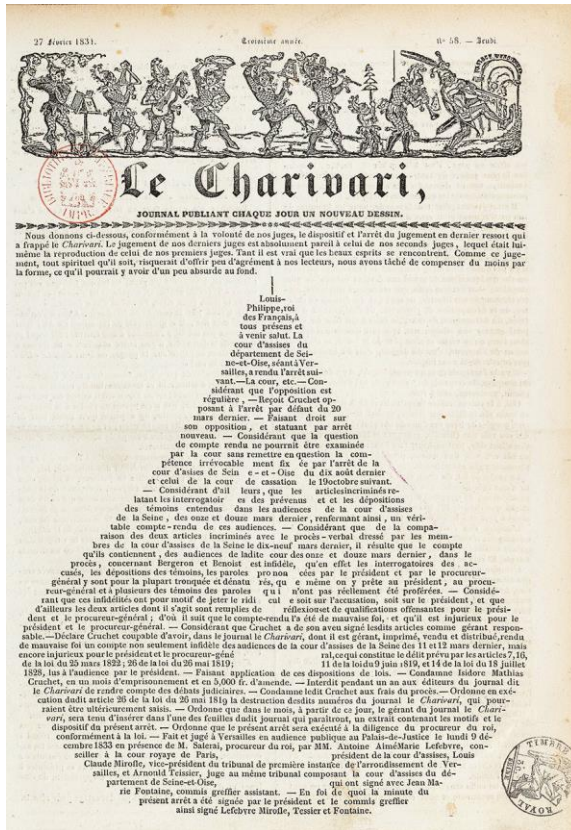 27 Février 1834.
Troisième année.
N° 58. — Jeudi
Le Charivari,
JOURNAL PUBLIANT CHAQUE JOUR UN NOUVEAU DESSIN.
Nous donnons ci-dessous, conformément à la volonté de nos juges, le dispositif et l'arrêt du jugement en dernier ressort qui
a frappé le Charivari. Le jugement de nos derniers juges est absolument pareil à celui de nos seconds juges, lequel était lui-
même la reproduction de celui de nos premiers juges. Tant il est vrai que les beaux esprits se rencontrent. Comme ce juge-
ment, tout spirituel qu'il soit, risquerait d'offrir peu d'agrément à nos lecteurs, nous avons tâché de compenser du moins par
la forme, ce qu'il pourrait y avoir d'un peu absurde au fond.
Louis-
Philippe, roi
des Français, à
tous présens et
à venir salut. La
cour d'assises du
département de Sei-
ne-et-Oise, séant à Ver-
sailles, a rendu l'arrêt sui-
vant. — La cour, etc. — Con-
sidérant que l'opposition est
régulière, — Reçoit Cruchet op-
posant à l'arrêt par défaut du 20
mars dernier. — Faisant droit sur
son opposition, et statuant par arrêt
nouveau. — Considérant que la question
de compte rendu ne pourrait être examinée
par la cour sans remettre en question la com-
pétence irrévocable ment fix ée par l'arrêt de la
cour d'asises de Sein e - et - Oise du dix août dernier
et celui de la cour de cassation le 19 octobre suivant.
— Considérant d'ail leurs, que les articles incriminés re-
latant les interrogatoir es des prévenus et et les dépositions
des témoins entendus dans les audiences de la cour d'assises
de la Seine, des onze et douze mars dernier, renfermant ainsi, un véri-
table compte-rendu de ces audiences. — Considérant que de la compa-
raison des deux articles incriminés avec le procès-verbal dressé par les mem-
bres de la cour d'assises de la Seine le dix-neuf mars dernier, il résulte que le compte
qu'ils contiennent, des audiences de ladite cour des onze et douze mars dernier, dans le
procès, concernant Bergeron et Benoist est infidèle, qu'en effet les interrogatoires des ac-
cusés, les dépositions des témoins, les paroles pro non cées par le président et par le procureur-
général y sont pour la plupart tronquée et dénatu rés, qu e même on y prête au président, au procu-
reur-général et à plusieurs des témoins des paroles qu i n'ont pas réellement été proférées. — Considé-
rant que ces infidélités ont pour motif de jeter le ridi cul e soit sur l'accusation, soit sur le président, et que
d'ailleurs les deux articles dont il s'agit sont remplies de réflexions et de qualifications offensantes pour le prési-
dent et le procureur-général; d'où il suit que le compte-rendu l'a été de mauvaise foi, et qu'il est injurieux pour le
président et le procureur-général. — Considérant que Cruchet a de son aven signé lesdits articles comme gérant respon-
sable. — Déclare Cruchet coupable d'avoir, dans le journal le Charivari, dont il est gérant, imprimé, vendu et distribué, rendu
de mauvaise foi un compte non seulement infidèle des audiences de la cour d'assises de la Seine des 11 et 12 mars dernier, mais
encore injurieux pour le président et le procureur-géné ral, ce qui constitue le délit prévu par les articles 7, 16,
de la loi du 25 mars 1822; 26 de la loi du 26 mai 1819; 11 de la loi du 9 juin 1819, et 14 de la loi du 18 juillet
1828, lus à l'audience par le président. — Faisant application de ces dispositions de lois. — Condamne Isidore Mathias
Cruchet, en un mois d'emprisonnement et en 5,000 fr. d'amende. — Interdit pendant un an aux éditeurs du journal dit
le Charivari de rendre compte des débats judiciaires. — Condamne ledit Cruchet aux frais du procès. — Ordonne en exé-
cution dudit article 26 de la loi du 26 mai 1819 la destruction desdits numéros du journal le Charivari, qui pour-
raient être ultérieurement saisis. — Ordonne que dans le mois, à partir de ce jour, le gérant du journal le Chari-
vari, sera tenu d'insérer dans l'une des feuilles dudit journal qui paraîtront, un extrait contenant les motifs et le
dispositif du présent arrêt. — Ordonne que le présent arrêt sera exécuté à la diligence du procureur du roi,
conformément à la loi. — Fait et jugé à Versailles en audience publique au Palais-de-Justice le lundi 9 dé-
cembre 1833 en présence de M. Salerai, procureur du roi, par MM. Antoine Aimé Marie Lefebvre, con-
seiller à la cour royage de Paris, président de la cour d'assises, Louis
Claude Mirofle, vice-président du tribunal de première instance de l'arrodissement de Ver-
sailles, et Arnould Teissier, juge au même tribunal composant la cour d'assises du dé-
partement de Seine-et-Oise, qui ont signé avec Jean Ma-
rie Fontaine, commis greffier assistant. — En foi de quoi la minute du
présent arrêt a été signée par le président et le commis greffier
ainsi signé Lefebvre Mirofle, Tessier et Fontaine.
TIMBRE
ROYAL